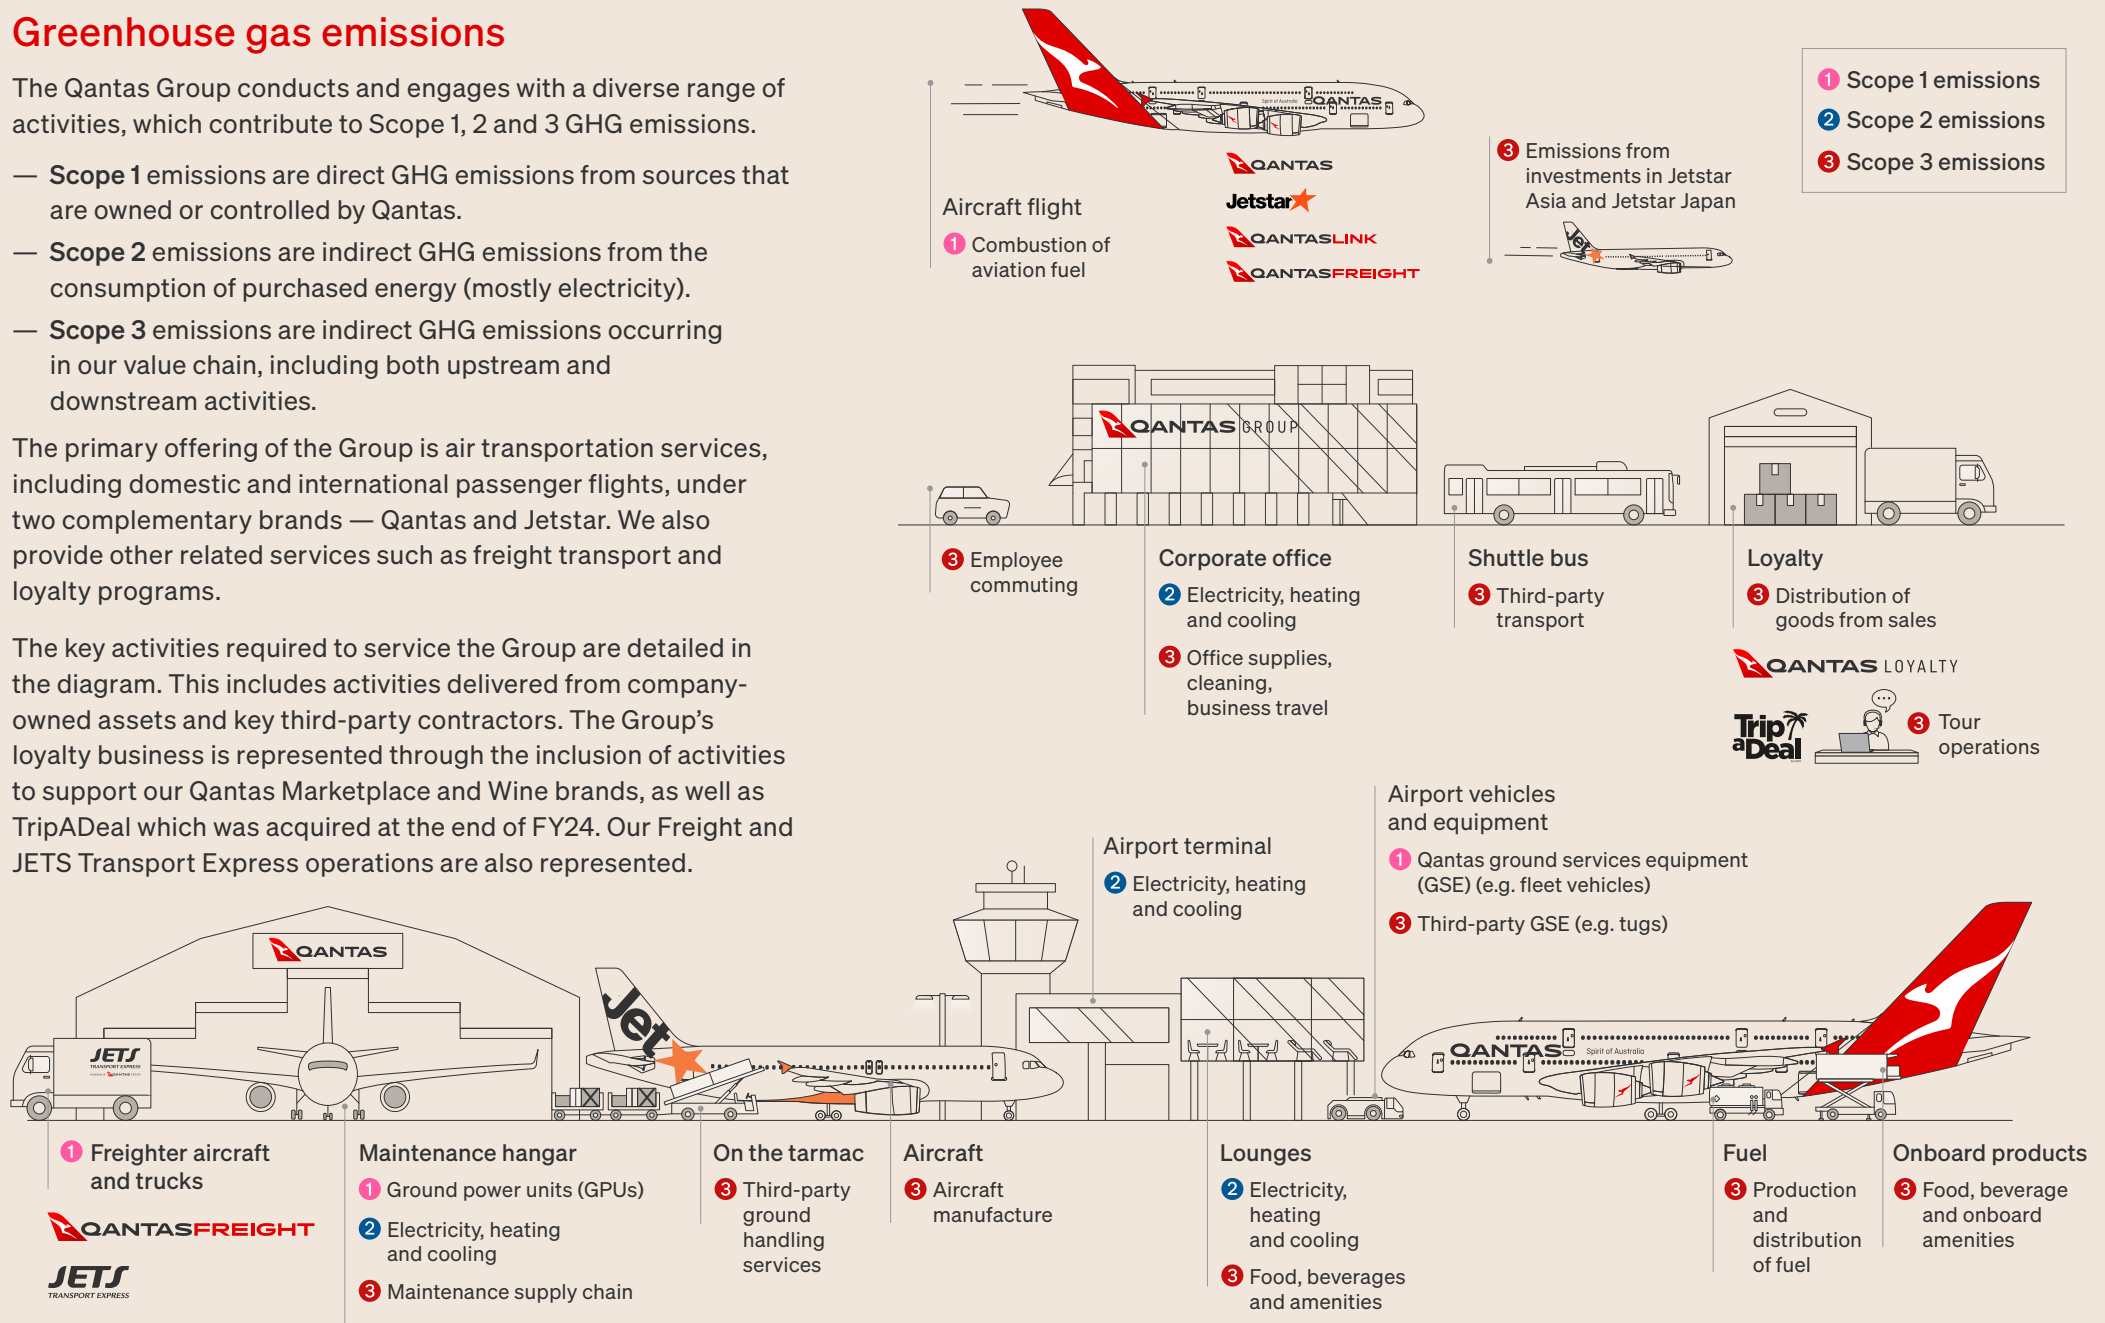 Greenhouse gas emissions
The Qantas Group conducts and engages with a diverse range of
activities, which contribute to Scope 1, 2 and 3 GHG emissions.
— Scope 1 emissions are direct GHG emissions from sources that
are owned or controlled by Qantas.
— Scope 2 emissions are indirect GHG emissions from the
consumption of purchased energy (mostly electricity).
— Scope 3 emissions are indirect GHG emissions occurring
in our value chain, including both upstream and
downstream activities.
The primary offering of the Group is air transportation services,
including domestic and international passenger flights, under
two complementary brands — Qantas and Jetstar. We also
provide other related services such as freight transport and
loyalty programs.
The key activities required to service the Group are detailed in
the diagram. This includes activities delivered from company-
owned assets and key third-party contractors. The Group's
loyalty business is represented through the inclusion of activities
to support our Qantas Marketplace and Wine brands, as well as
TripADeal which was acquired at the end of FY24. Our Freight and
JETS Transport Express operations are also represented.
Spirit of Australia
QANTAS
1 Scope 1 emissions
2 Scope 2 emissions
3 Scope 3 emissions
Aircraft flight
1 Combustion of
aviation fuel
QANTAS
Jetstar
QANTASLINK
QANTASFREIGHT
3 Emissions from
investments in Jetstar
Asia and Jetstar Japan
Jet
QANTAS GROUP
3 Employee
commuting
Corporate office
2 Electricity, heating
and cooling
3 Office supplies,
cleaning,
business travel
Shuttle bus
3 Third-party
transport
Loyalty
3 Distribution of
goods from sales
QANTAS LOYALTY
Trip
aDeal
3 Tour
operations
Airport terminal
2 Electricity, heating
and cooling
Airport vehicles
and equipment
1 Qantas ground services equipment
(GSE) (e.g. fleet vehicles)
3 Third-party GSE (e.g. tugs)
QANTAS
JETS
TRANSPORT EXPRESS
Jet
QANTAS
Spirit of Australia
1 Freighter aircraft
and trucks
QANTASFREIGHT
JETS
TRANSPORT EXPRESS
Maintenance hangar
1 Ground power units (GPUs)
2 Electricity, heating
and cooling
3 Maintenance supply chain
On the tarmac
3 Third-party
ground
handling
services
Aircraft
3 Aircraft
manufacture
Lounges
2 Electricity,
heating
and cooling
3 Food, beverages
and amenities
Fuel
3 Production
and
distribution
of fuel
Onboard products
3 Food, beverage
and onboard
amenities